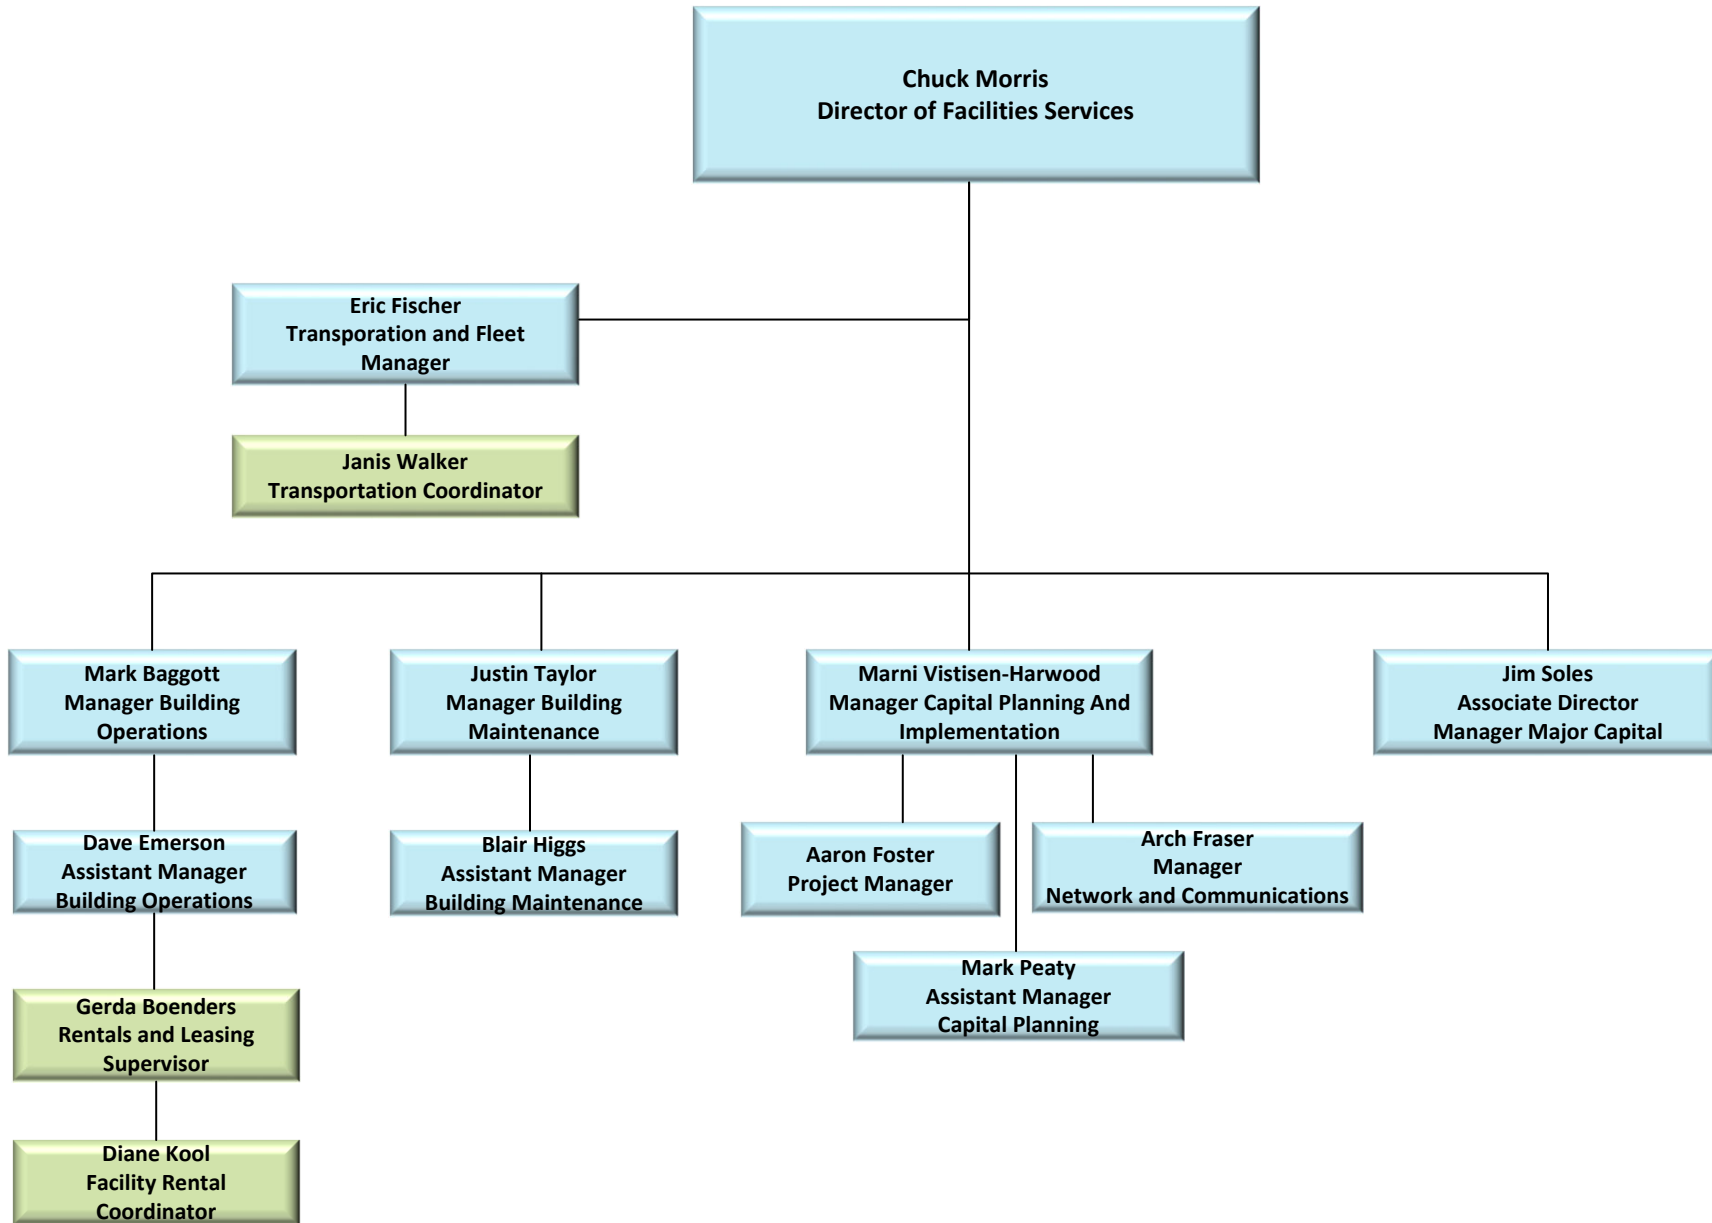 Chuck Morris
Director of Facilities Services
Eric Fischer
Transporation and Fleet
Manager
Janis Walker
Transportation Coordinator
Mark Baggott
Manager Building
Operations
Justin Taylor
Manager Building
Maintenance
Marni Vistisen-Harwood
Manager Capital Planning And
Implementation
Jim Soles
Associate Director
Manager Major Capital
Dave Emerson
Assistant Manager
Building Operations
Blair Higgs
Assistant Manager
Building Maintenance
Aaron Foster
Project Manager
Arch Fraser
Manager
Network and Communications
Mark Peaty
Assistant Manager
Capital Planning
Gerda Boenders
Rentals and Leasing
Supervisor
Diane Kool
Facility Rental
Coordinator